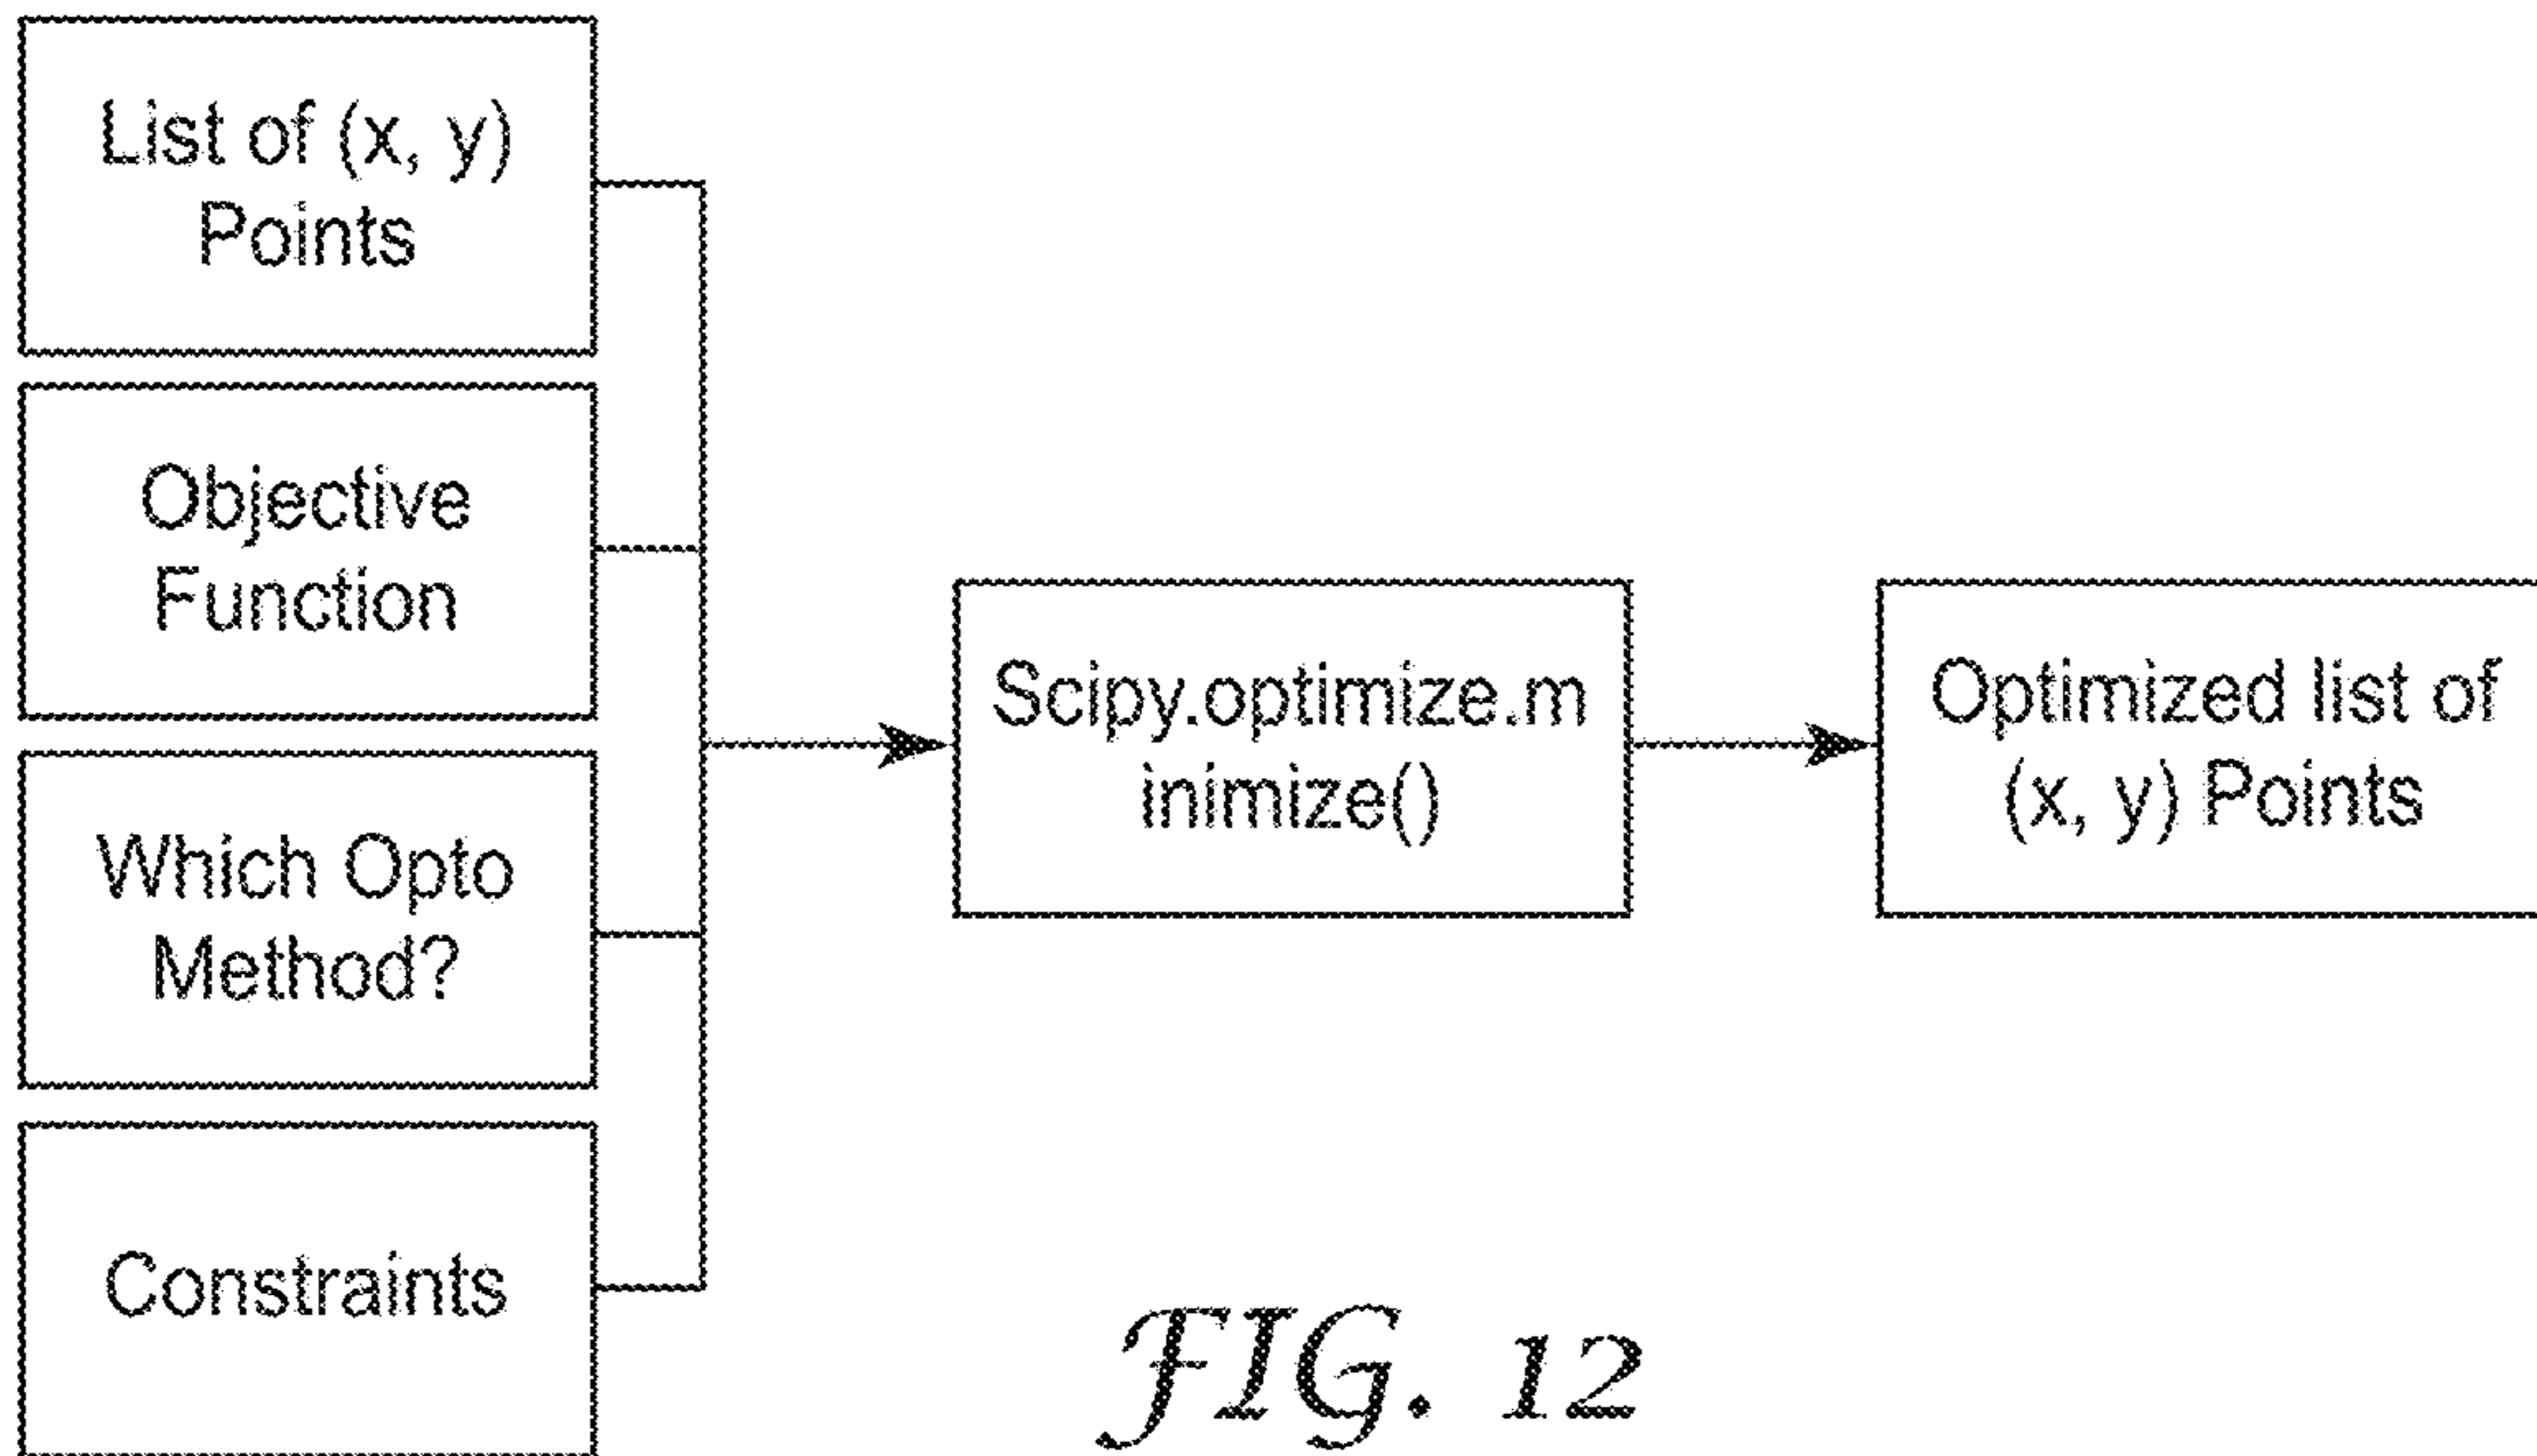 List of (x, y)
Points
Objective
Function
Which Opto
Method?
Constraints
Scipy.optimize.m
inimize()
Optimized list of
(x, y) Points
FIG. 12